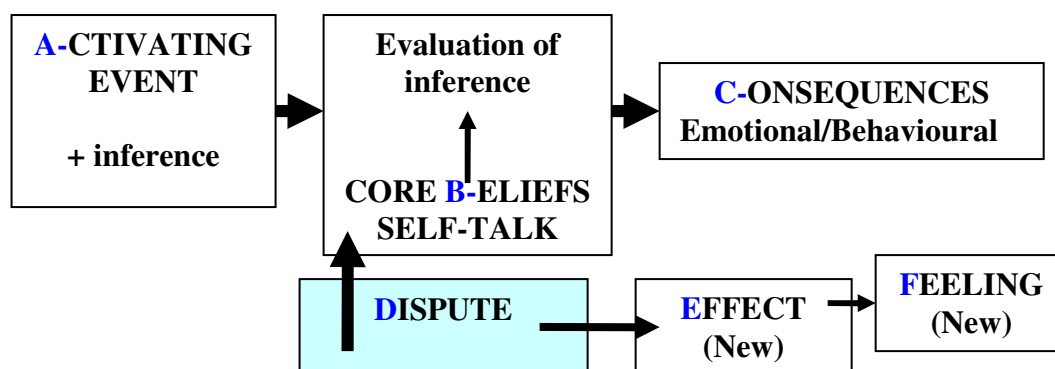 A-CTIVATING
EVENT
+ inference
Evaluation of
inference
CORE B-ELIEFS
SELF-TALK
C-ONSEQUENCES
Emotional/Behavioural
DISPUTE
EFFECT
(New)
FEELING
(New)